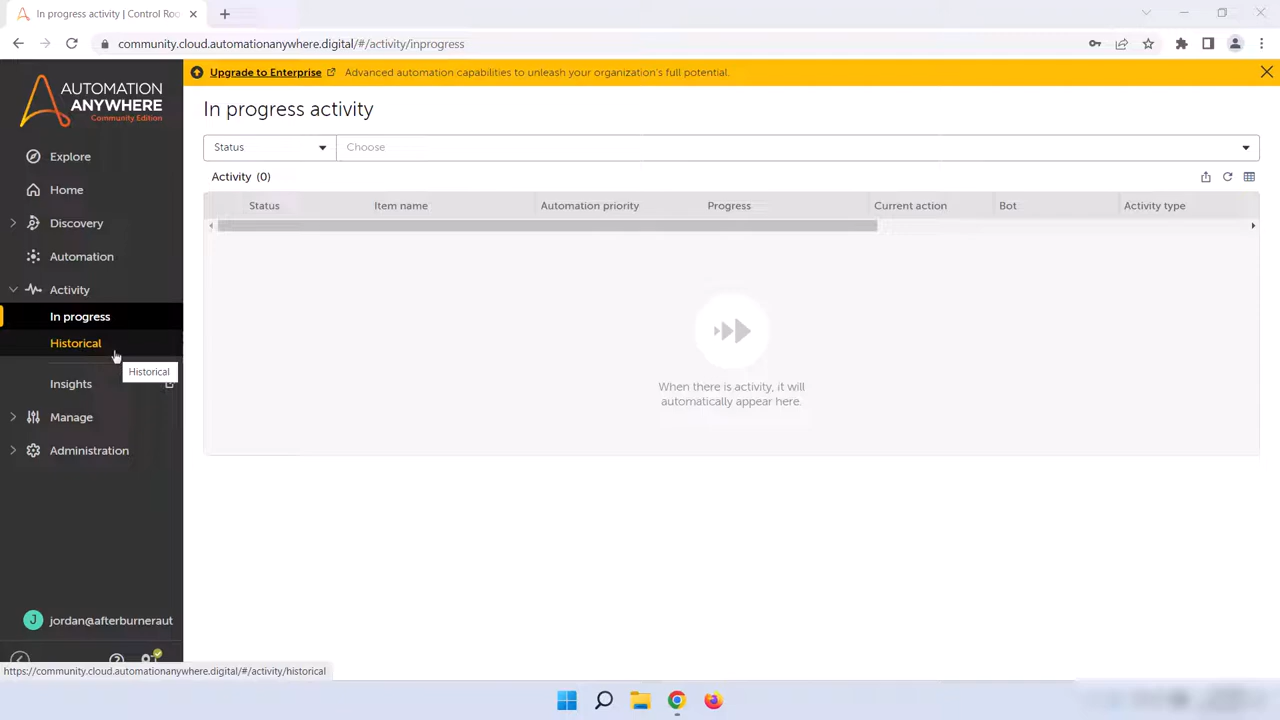 In progress activity | Control Roo
community.cloud.automationanywhere.digital/#/activity/inprogress
AUTOMATION
ANYWHERE
Community Edition
Upgrade to Enterprise Advanced automation capabilities to unleash your organization's full potential.
In progress activity
Status Choose
Activity (0)
Status Item name Automation priority Progress Current action Bot Activity type
When there is activity, it will
automatically appear here.
Explore
Home
Discovery
Automation
Activity
In progress
Historical
Historical
Insights
Manage
Administration
J jordan@afterburneraut
https://community.cloud.automationanywhere.digital/#/activity/historical